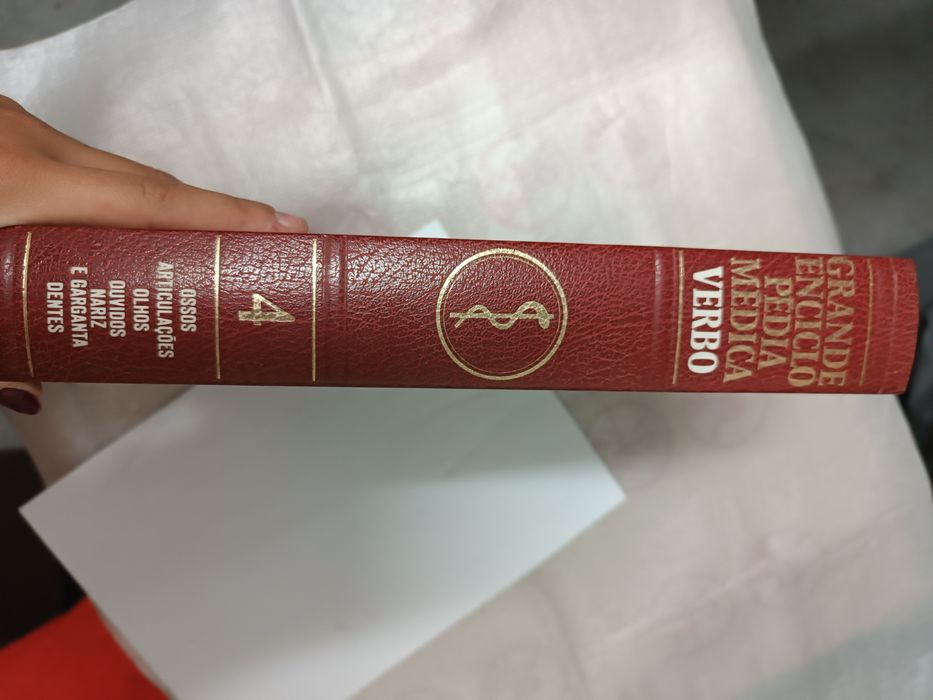 GRANDE
ENCICLO
PÉDIA
MÉDICA
VERBO
4
OSSOS
ARTICULAÇÕES
OLHOS
OUVIDOS
NARIZ
E GARGANTA
DENTES